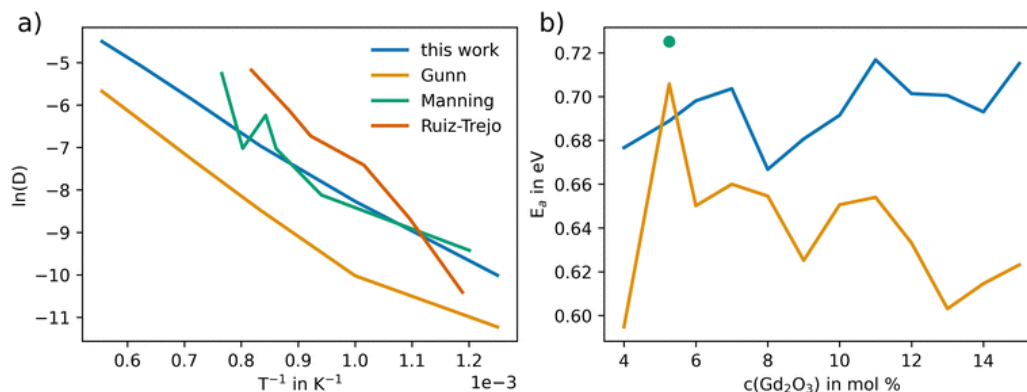 a)
ln(D)
−5
−6
−7
−8
−9
−10
−11
this work
Gunn
Manning
Ruiz-Trejo
0.6 0.7 0.8 0.9 1.0 1.1 1.2
T⁻¹ in K⁻¹
1e−3
b)
Eₐ in eV
0.72
0.70
0.68
0.66
0.64
0.62
0.60
4 6 8 10 12 14
c(Gd₂O₃) in mol %